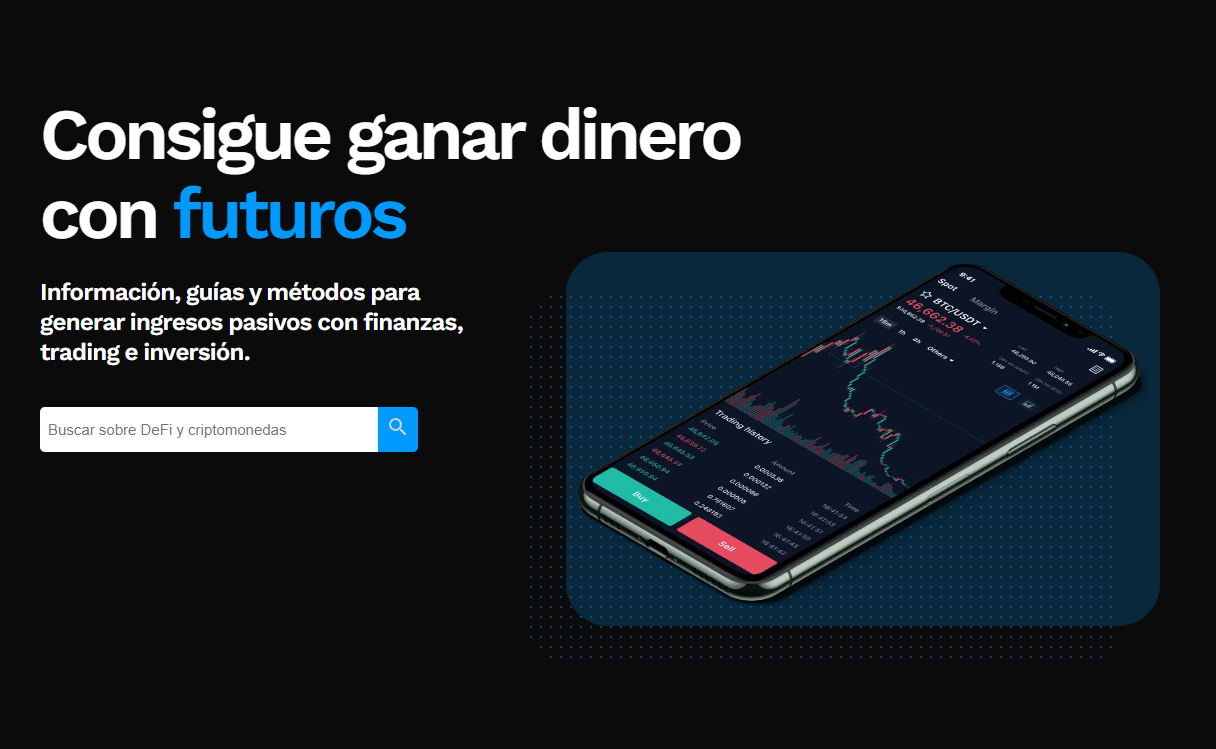 Consigue ganar dinero
con futuros
Información, guías y métodos para
generar ingresos pasivos con finanzas,
trading e inversión.
Buscar sobre DeFi y criptomonedas
9:41
Spot Margin
BTC/USDT
46,662.38
15m 1h 4h Others
Trading history
Price Amount Time
Buy Sell